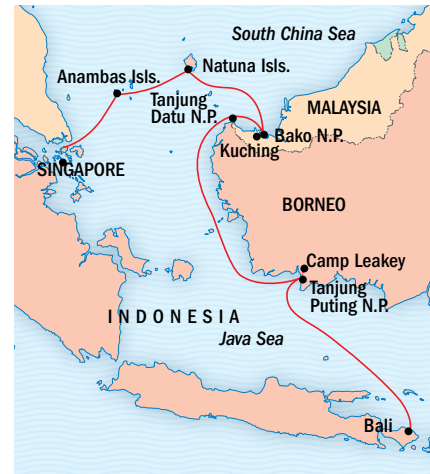 South China Sea
Natuna Isls.
Anambas Isls.
Tanjung
Datu N.P.
MALAYSIA
Bako N.P.
Kuching
SINGAPORE
BORNEO
Camp Leakey
Tanjung
Puting N.P.
INDONESIA
Java Sea
Bali